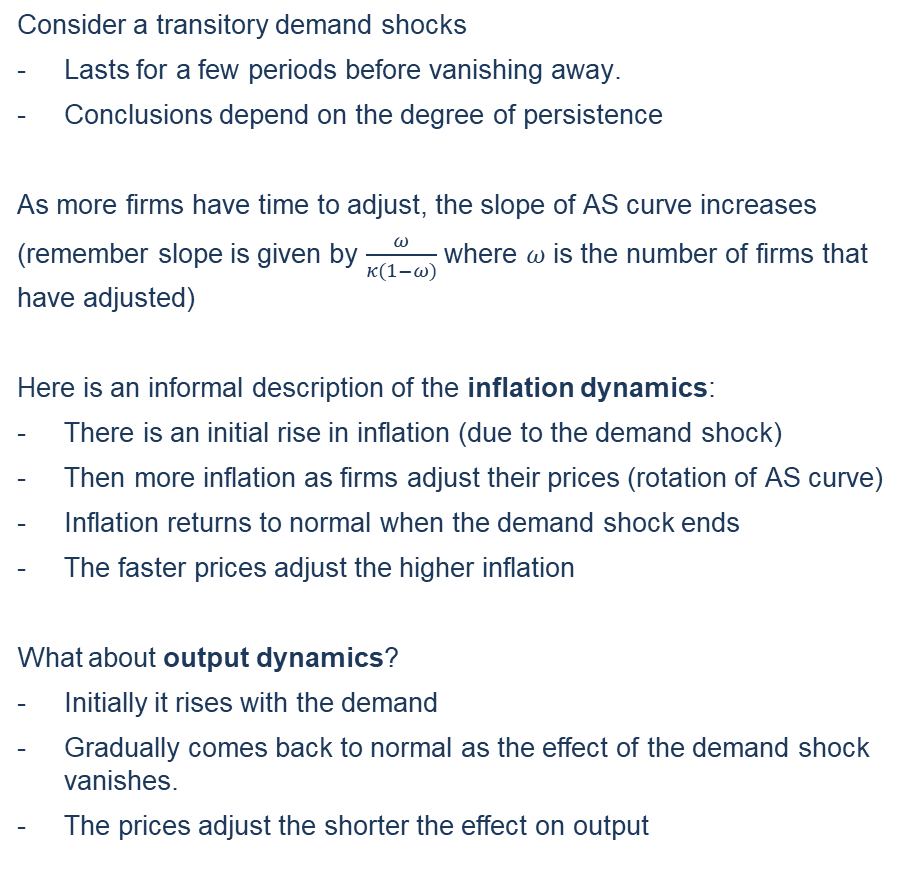 Consider a transitory demand shocks
- Lasts for a few periods before vanishing away.
- Conclusions depend on the degree of persistence
As more firms have time to adjust, the slope of AS curve increases
(remember slope is given by ω/κ(1−ω) where ω is the number of firms that
have adjusted)
Here is an informal description of the inflation dynamics:
- There is an initial rise in inflation (due to the demand shock)
- Then more inflation as firms adjust their prices (rotation of AS curve)
- Inflation returns to normal when the demand shock ends
- The faster prices adjust the higher inflation
What about output dynamics?
- Initially it rises with the demand
- Gradually comes back to normal as the effect of the demand shock
vanishes.
- The prices adjust the shorter the effect on output